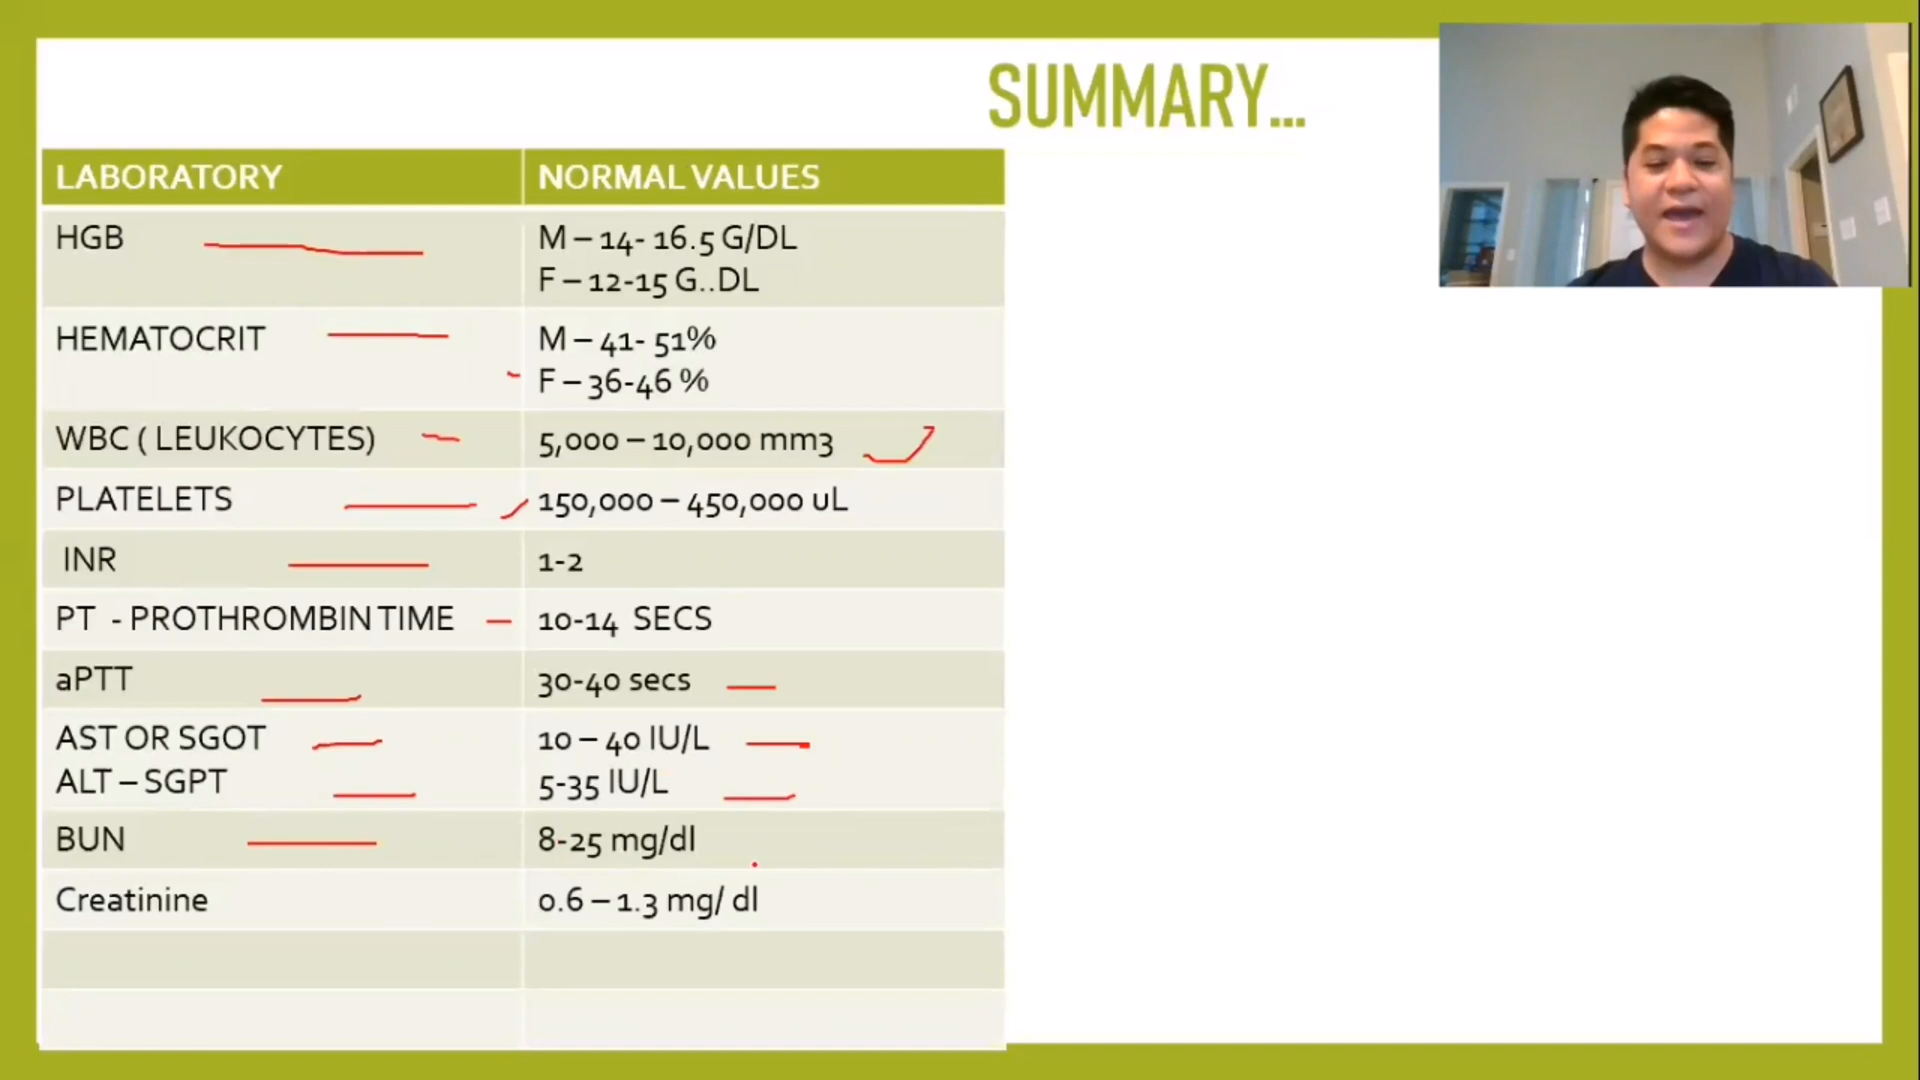 SUMMARY...
LABORATORY NORMAL VALUES
HGB M – 14- 16.5 G/DL
F – 12-15 G..DL
HEMATOCRIT M – 41- 51%
F – 36-46 %
WBC ( LEUKOCYTES) 5,000 – 10,000 mm3
PLATELETS 150,000 – 450,000 uL
INR 1-2
PT - PROTHROMBIN TIME 10-14 SECS
aPTT 30-40 secs
AST OR SGOT 10 – 40 IU/L
ALT – SGPT 5-35 IU/L
BUN 8-25 mg/dl
Creatinine 0.6 – 1.3 mg/ dl